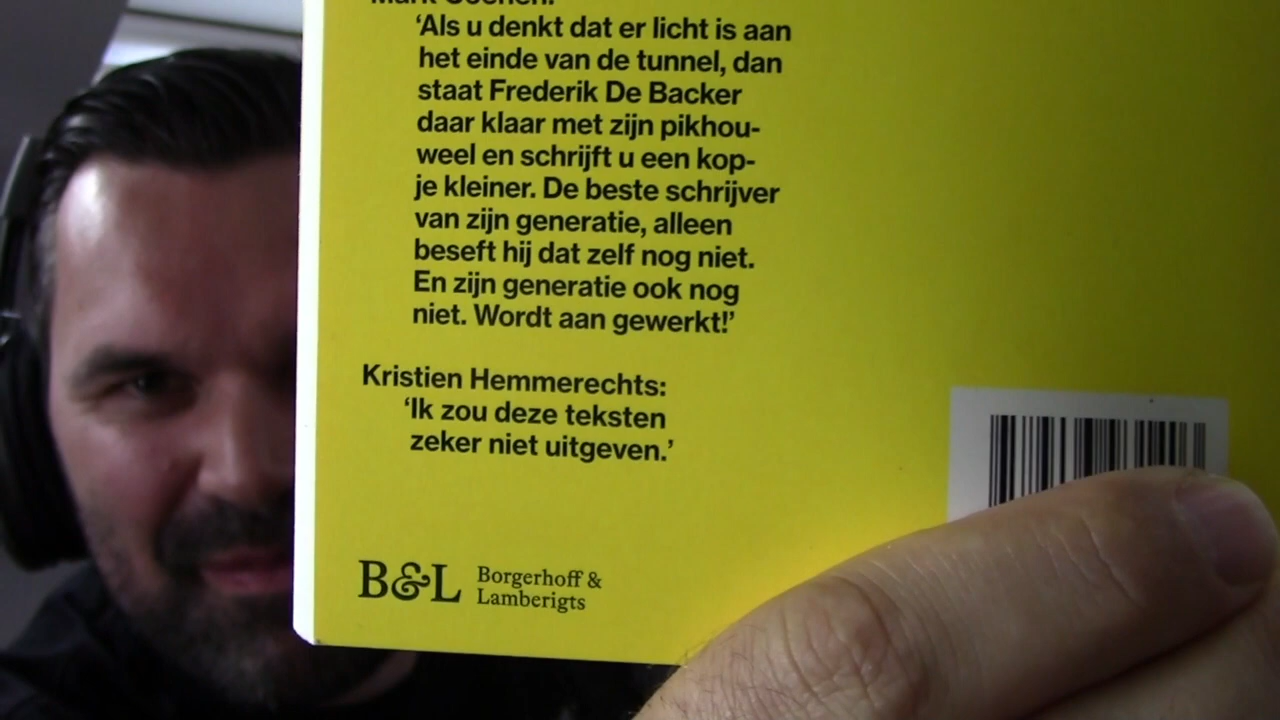 Mark Coenen:
‘Als u denkt dat er licht is aan
het einde van de tunnel, dan
staat Frederik De Backer
daar klaar met zijn pikhou-
weel en schrijft u een kop-
je kleiner. De beste schrijver
van zijn generatie, alleen
beseft hij dat zelf nog niet.
En zijn generatie ook nog
niet. Wordt aan gewerkt!’
Kristien Hemmerechts:
‘Ik zou deze teksten
zeker niet uitgeven.’
B&L Borgerhoff &
Lamberigts